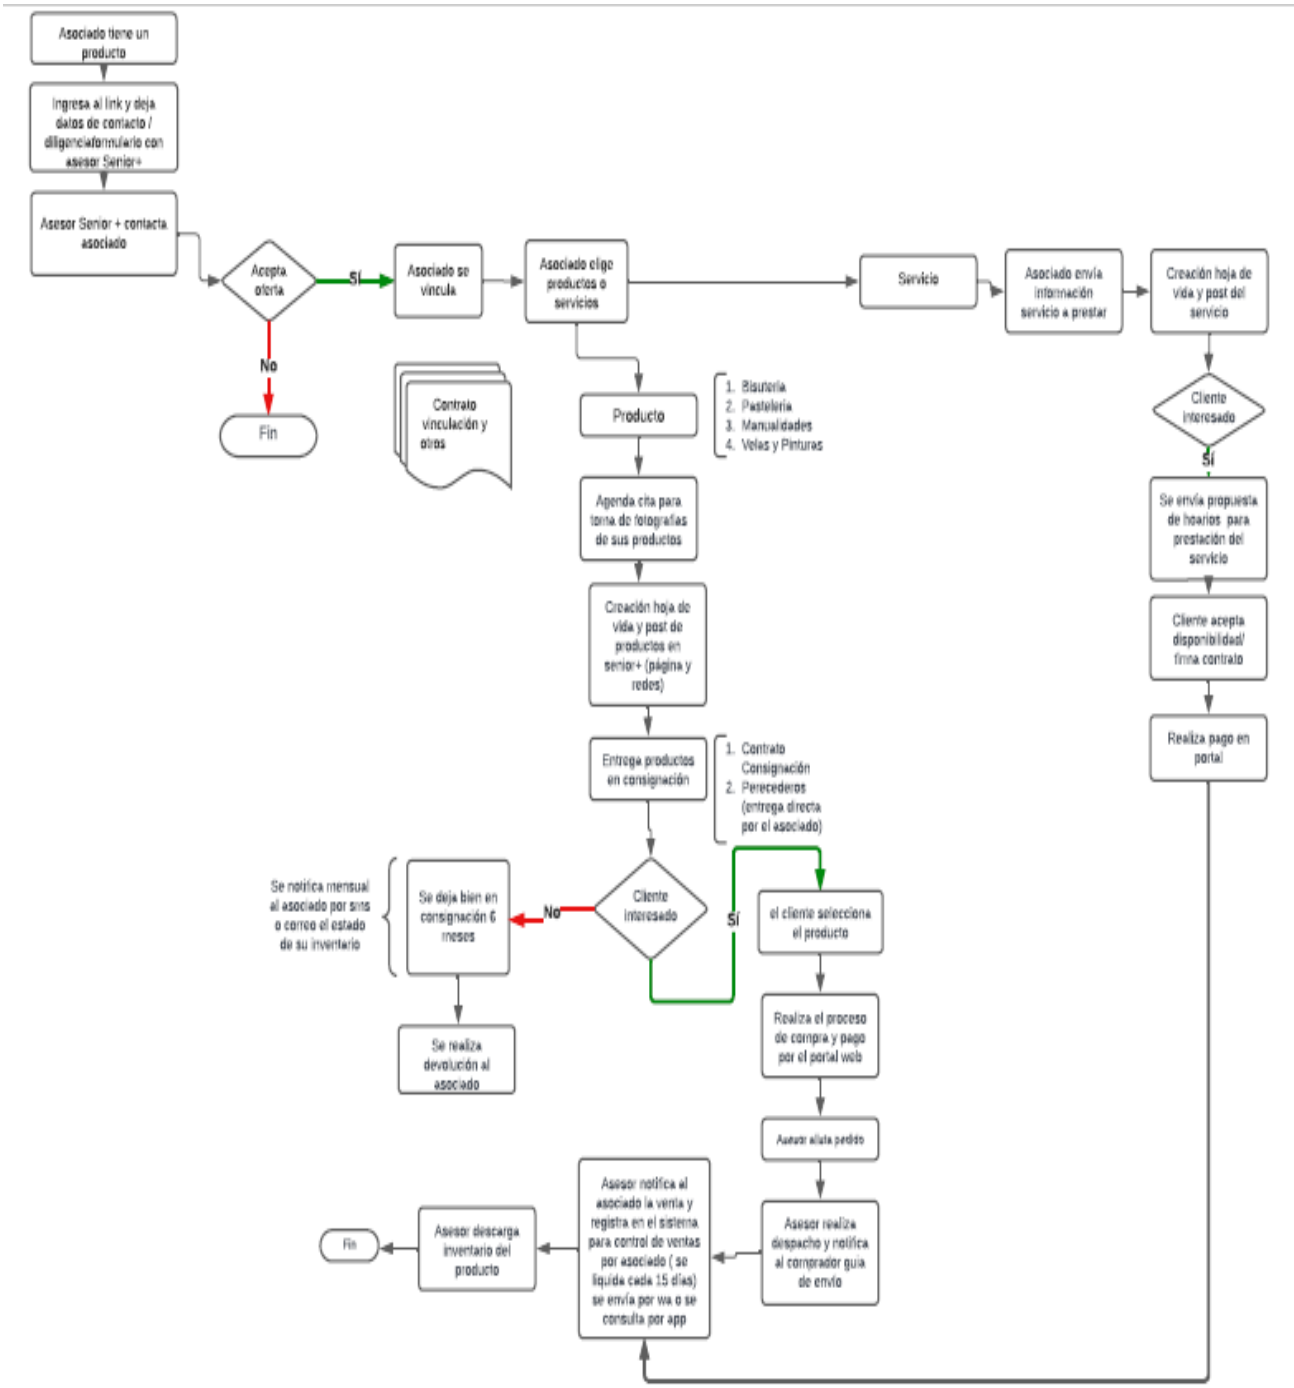 Asociado tiene un
producto
Ingresa al link y deja
datos de contacto /
diligenciaformulario con
asesor Senior+
Asesor Senior + contacta
asociado
Acepta
oferta
Sí
No
Fin
Asociado se
vincula
Contrato
vinculación y
otros
Asociado elige
productos o
servicios
Servicio
Asociado envía
información
servicio a prestar
Creación hoja de
vida y post del
servicio
Cliente
interesado
Sí
Se envía propuesta
de hoarios para
prestación del
servicio
Cliente acepta
disponibilidad/
firma contrato
Realiza pago en
portal
Producto
1. Bisutería
2. Pastelería
3. Manualidades
4. Velas y Pinturas
Agenda cita para
toma de fotografías
de sus productos
Creación hoja de
vida y post de
productos en
senior+ (página y
redes)
Entrega productos
en consignación
1. Contrato
Consignación
2. Perecederos
(entrega directa
por el asociado)
Cliente
interesado
No
Sí
Se deja bien en
consignación 6
meses
Se notifica mensual
al asociado por sms
o correo el estado
de su inventario
Se realiza
devolución al
asociado
el cliente selecciona
el producto
Realiza el proceso
de compra y pago
por el portal web
Asesor alista pedido
Asesor realiza
despacho y notifica
al comprador guia
de envío
Asesor notifica al
asociado la venta y
registra en el sistema
para control de ventas
por asociado ( se
liquida cada 15 días)
se envía por wa o se
consulta por app
Asesor descarga
inventario del
producto
Fin